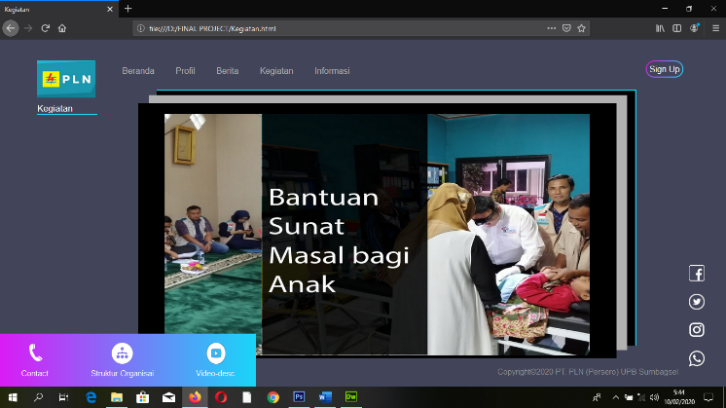 Kegiatan
file:///D:/FINAL PROJECT/Kegiatan.html
PLN
Beranda Profil Berita Kegiatan Informasi
Sign Up
Kegiatan
Bantuan
Sunat
Masal bagi
Anak
Contact Struktur Organisai Video-desc
Copyright©2020 PT. PLN (Persero) UPB Sumbagsel
5:44
10/02/2020